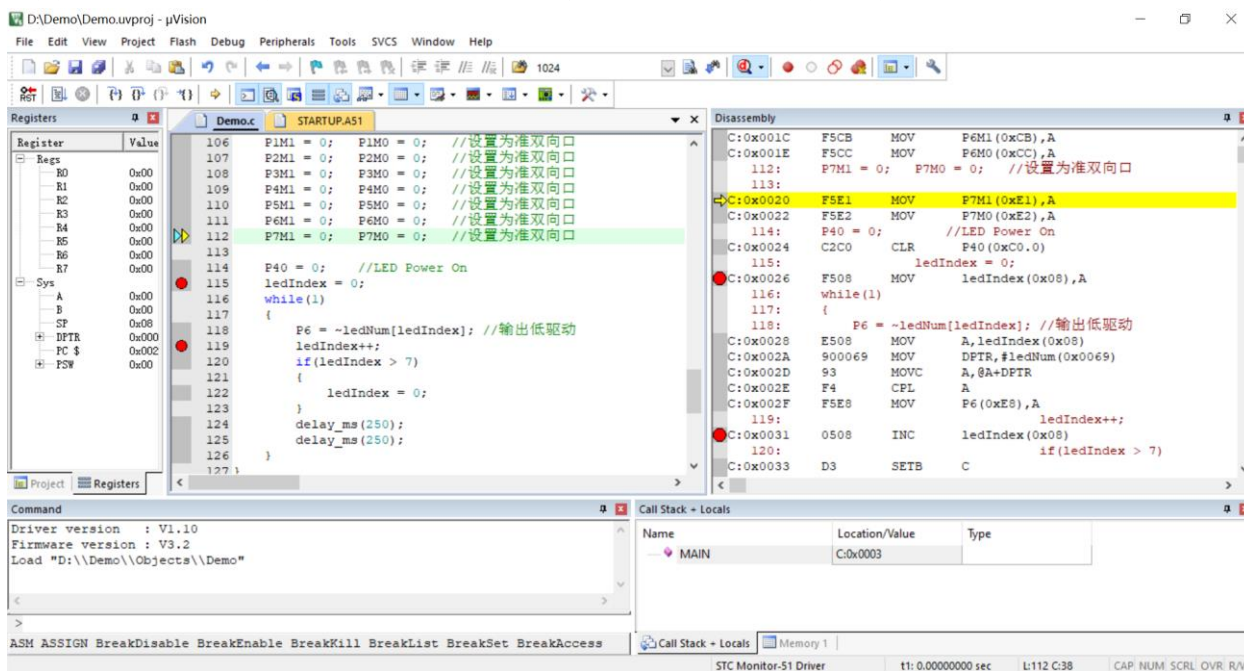 D:\Demo\Demo.uvproj - µVision
File Edit View Project Flash Debug Peripherals Tools SVCS Window Help
1024
RST
Registers
Register Value
Regs
R0 0x00
R1 0x00
R2 0x00
R3 0x00
R4 0x00
R5 0x00
R6 0x00
R7 0x00
Sys
A 0x00
B 0x00
SP 0x08
DPTR 0x000
PC $ 0x002
PSW 0x00
Project Registers
Demo.c STARTUP.A51
106 P1M1 = 0; P1M0 = 0; //设置为准双向口
107 P2M1 = 0; P2M0 = 0; //设置为准双向口
108 P3M1 = 0; P3M0 = 0; //设置为准双向口
109 P4M1 = 0; P4M0 = 0; //设置为准双向口
110 P5M1 = 0; P5M0 = 0; //设置为准双向口
111 P6M1 = 0; P6M0 = 0; //设置为准双向口
112 P7M1 = 0; P7M0 = 0; //设置为准双向口
113
114 P40 = 0; //LED Power On
115 ledIndex = 0;
116 while(1)
117 {
118 P6 = ~ledNum[ledIndex]; //输出低驱动
119 ledIndex++;
120 if(ledIndex > 7)
121 {
122 ledIndex = 0;
123 }
124 delay_ms(250);
125 delay_ms(250);
126 }
127 }
Disassembly
C:0x001C F5CB MOV P6M1(0xCB),A
C:0x001E F5CC MOV P6M0(0xCC),A
112: P7M1 = 0; P7M0 = 0; //设置为准双向口
113:
C:0x0020 F5E1 MOV P7M1(0xE1),A
C:0x0022 F5E2 MOV P7M0(0xE2),A
114: P40 = 0; //LED Power On
C:0x0024 C2C0 CLR P40(0xC0.0)
115: ledIndex = 0;
C:0x0026 F508 MOV ledIndex(0x08),A
116: while(1)
117: {
118: P6 = ~ledNum[ledIndex]; //输出低驱动
C:0x0028 E508 MOV A,ledIndex(0x08)
C:0x002A 900069 MOV DPTR,#ledNum(0x0069)
C:0x002D 93 MOVC A,@A+DPTR
C:0x002E F4 CPL A
C:0x002F F5E8 MOV P6(0xE8),A
119: ledIndex++;
C:0x0031 0508 INC ledIndex(0x08)
120: if(ledIndex > 7)
C:0x0033 D3 SETB C
Command
Driver version : V1.10
Firmware version : V3.2
Load "D:\\Demo\\Objects\\Demo"
>
ASM ASSIGN BreakDisable BreakEnable BreakKill BreakList BreakSet BreakAccess
Call Stack + Locals
Name Location/Value Type
MAIN C:0x0003
Call Stack + Locals Memory 1
STC Monitor-51 Driver t1: 0.00000000 sec L:112 C:38 CAP NUM SCRL OVR R/